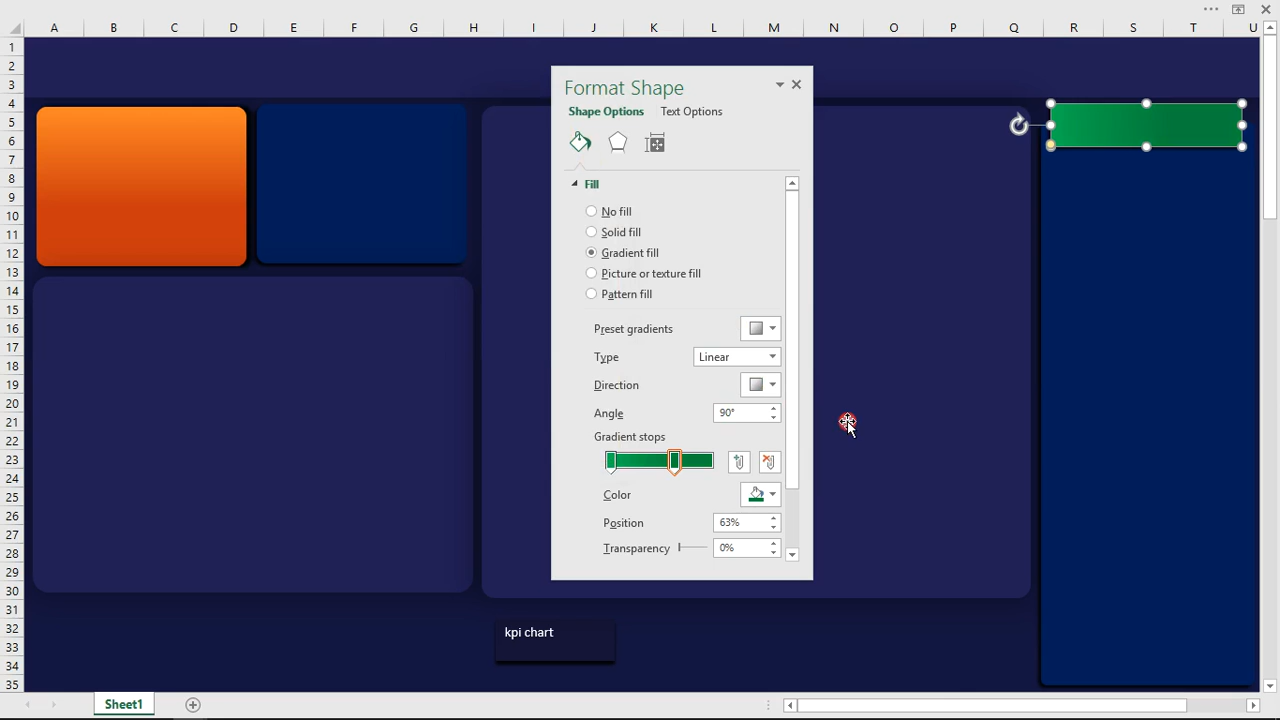 A B C D E F G H I J K L M N O P Q R S T U
1
2
3
4
5
6
7
8
9
10
11
12
13
14
15
16
17
18
19
20
21
22
23
24
25
26
27
28
29
30
31
32
33
34
35
Format Shape
Shape Options Text Options
Fill
No fill
Solid fill
Gradient fill
Picture or texture fill
Pattern fill
Preset gradients
Type Linear
Direction
Angle 90°
Gradient stops
Color
Position 63%
Transparency 0%
kpi chart
Sheet1